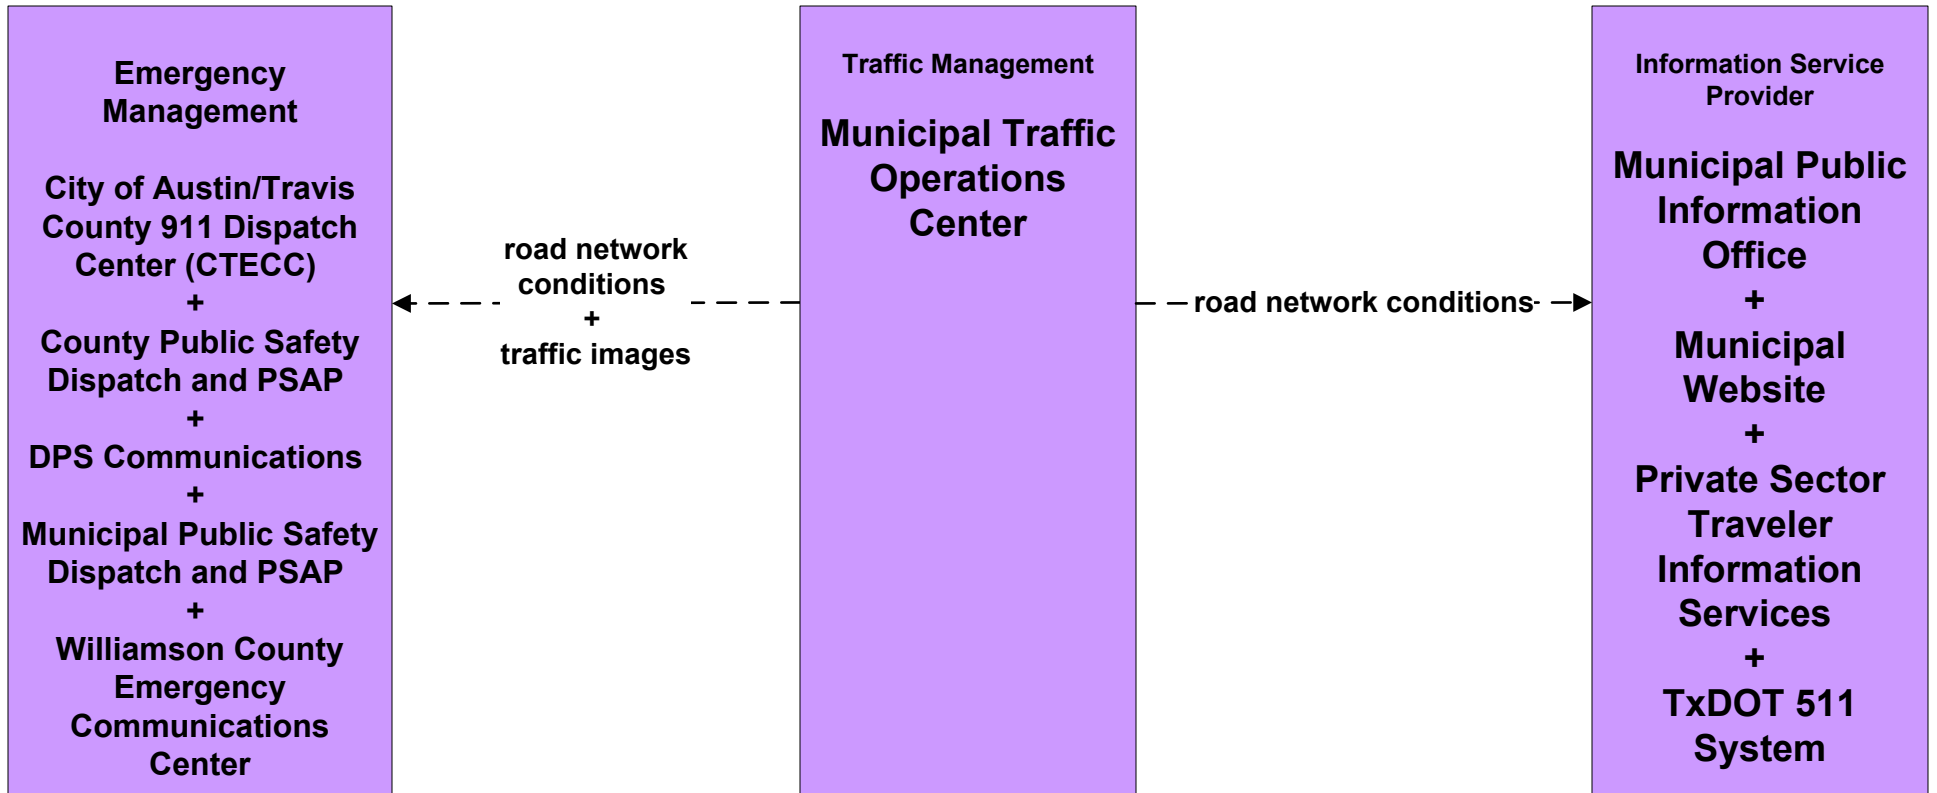 Emergency
Management
City of Austin/Travis
County 911 Dispatch
Center (CTECC)
+
County Public Safety
Dispatch and PSAP
+
DPS Communications
+
Municipal Public Safety
Dispatch and PSAP
+
Williamson County
Emergency
Communications
Center
road network
conditions
+
traffic images
Traffic Management
Municipal Traffic
Operations
Center
road network conditions
Information Service
Provider
Municipal Public
Information
Office
+
Municipal
Website
+
Private Sector
Traveler
Information
Services
+
TxDOT 511
System